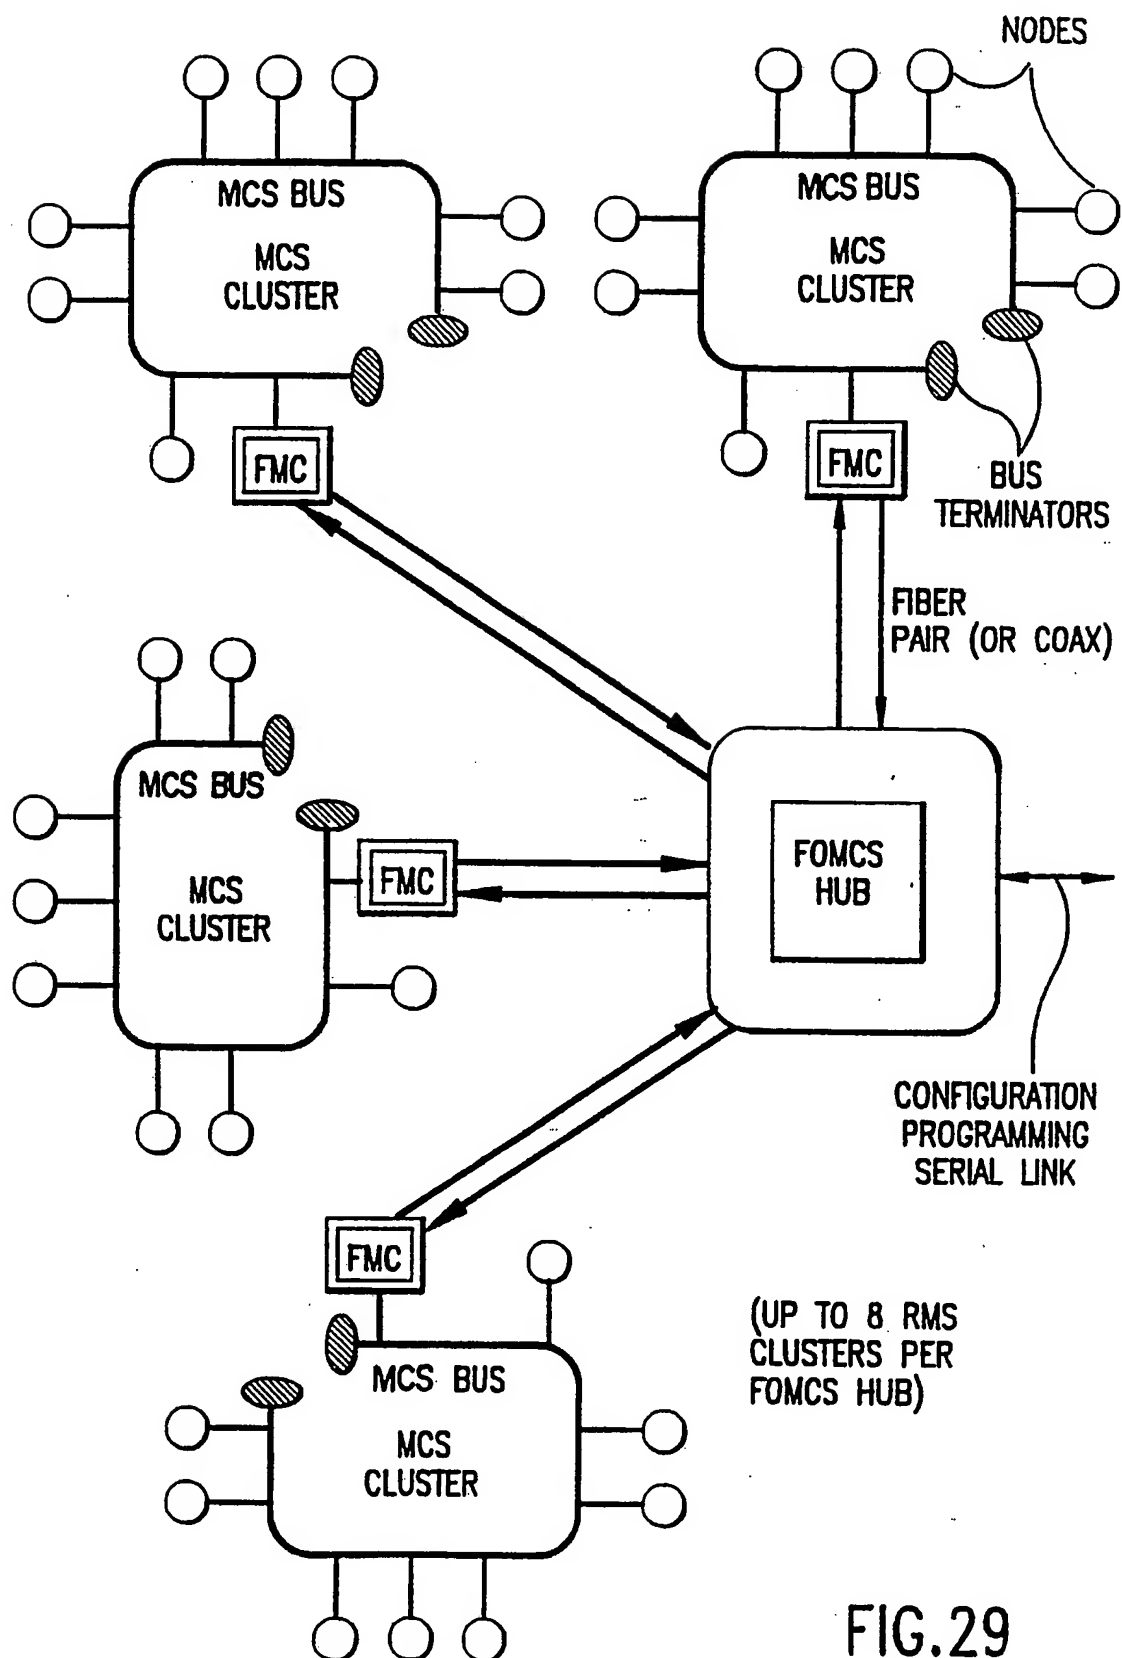 NODES
MCS BUS
MCS
CLUSTER
MCS BUS
MCS
CLUSTER
FMC
FMC
BUS
TERMINATORS
FIBER
PAIR (OR COAX)
MCS BUS
MCS
CLUSTER
FMC
FOMCS
HUB
CONFIGURATION
PROGRAMMING
SERIAL LINK
FMC
MCS BUS
MCS
CLUSTER
(UP TO 8 RMS
CLUSTERS PER
FOMCS HUB)
FIG.29